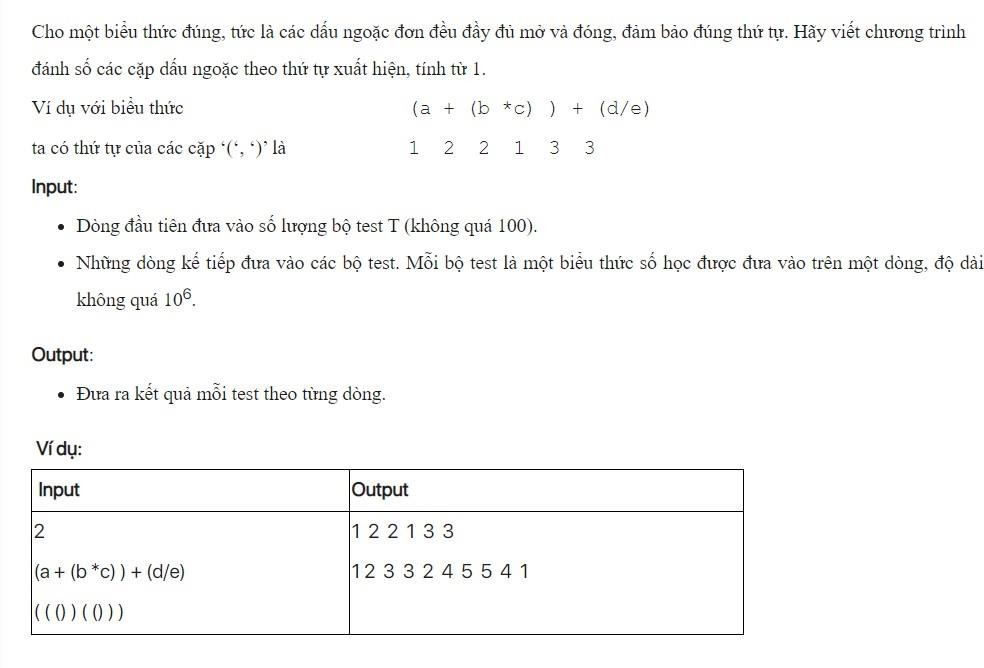 Cho một biểu thức đúng, tức là các dấu ngoặc đơn đều đầy đủ mở và đóng, đảm bảo đúng thứ tự. Hãy viết chương trình
đánh số các cặp dấu ngoặc theo thứ tự xuất hiện, tính từ 1.
Ví dụ với biểu thức (a + (b *c) ) + (d/e)
ta có thứ tự của các cặp ‘(‘, ‘)’ là 1 2 2 1 3 3
Input:
• Dòng đầu tiên đưa vào số lượng bộ test T (không quá 100).
• Những dòng kế tiếp đưa vào các bộ test. Mỗi bộ test là một biểu thức số học được đưa vào trên một dòng, độ dài
không quá 10⁶.
Output:
• Đưa ra kết quả mỗi test theo từng dòng.
Ví dụ:
Input Output
2 1 2 2 1 3 3
(a + (b *c) ) + (d/e) 1 2 3 3 2 4 5 5 4 1
( ( () ) ( () ) )